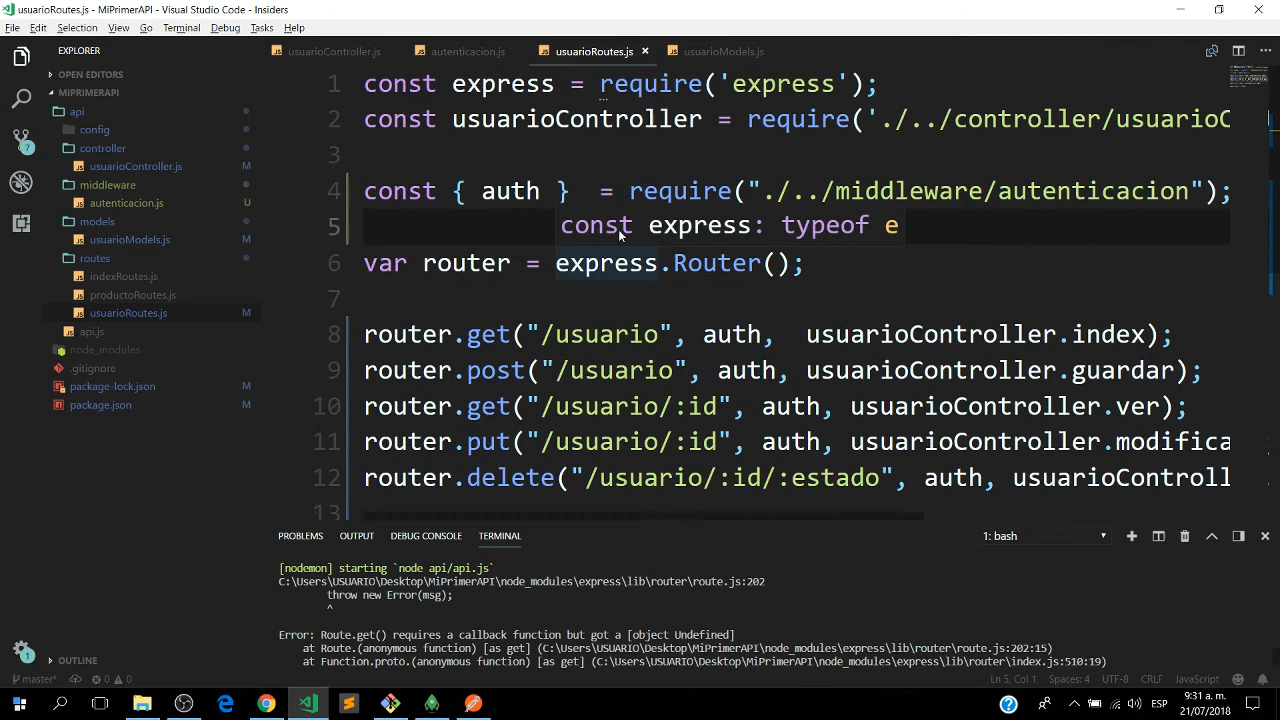 usuarioRoutes.js - MiPrimerAPI - Visual Studio Code - Insiders
File Edit Selection View Go Terminal Debug Tasks Help
EXPLORER
OPEN EDITORS
MIPRIMERAPI
api
config
controller
usuarioController.js M
middleware
autenticacion.js U
models
usuarioModels.js M
routes
indexRoutes.js
productoRoutes.js
usuarioRoutes.js M
api.js
node_modules
.gitignore
package-lock.json M
package.json M
OUTLINE
7
1
usuarioController.js autenticacion.js usuarioRoutes.js usuarioModels.js
1 const express = require('express');
2 const usuarioController = require('./../controller/usuarioC
3
4 const { auth }  = require("./../middleware/autenticacion");
5 const express: typeof e
6 var router = express.Router();
7
8 router.get("/usuario", auth,  usuarioController.index);
9 router.post("/usuario", auth, usuarioController.guardar);
10 router.get("/usuario/:id", auth, usuarioController.ver);
11 router.put("/usuario/:id", auth, usuarioController.modifica
12 router.delete("/usuario/:id/:estado", auth, usuarioControll
13
PROBLEMS OUTPUT DEBUG CONSOLE TERMINAL 1: bash
[nodemon] starting `node api/api.js`
C:\Users\USUARIO\Desktop\MiPrimerAPI\node_modules\express\lib\router\route.js:202
throw new Error(msg);
^
Error: Route.get() requires a callback function but got a [object Undefined]
at Route.(anonymous function) [as get] (C:\Users\USUARIO\Desktop\MiPrimerAPI\node_modules\express\lib\router\route.js:202:15)
at Function.proto.(anonymous function) [as get] (C:\Users\USUARIO\Desktop\MiPrimerAPI\node_modules\express\lib\router\index.js:510:19)
master* 0 0 Ln 5, Col 1 Spaces: 4 UTF-8 CRLF JavaScript
ESP 9:31 a. m.
21/07/2018